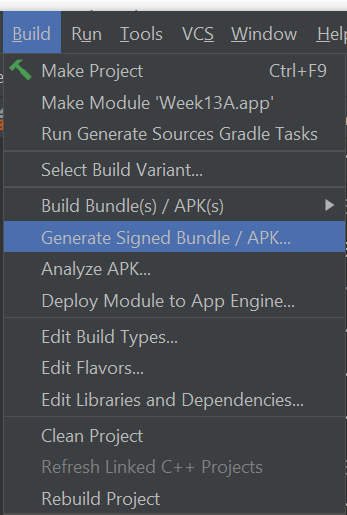 Build Run Tools VCS Window Help
Make Project Ctrl+F9
Make Module 'Week13A.app'
Run Generate Sources Gradle Tasks
Select Build Variant...
Build Bundle(s) / APK(s)
Generate Signed Bundle / APK...
Analyze APK...
Deploy Module to App Engine...
Edit Build Types...
Edit Flavors...
Edit Libraries and Dependencies...
Clean Project
Refresh Linked C++ Projects
Rebuild Project